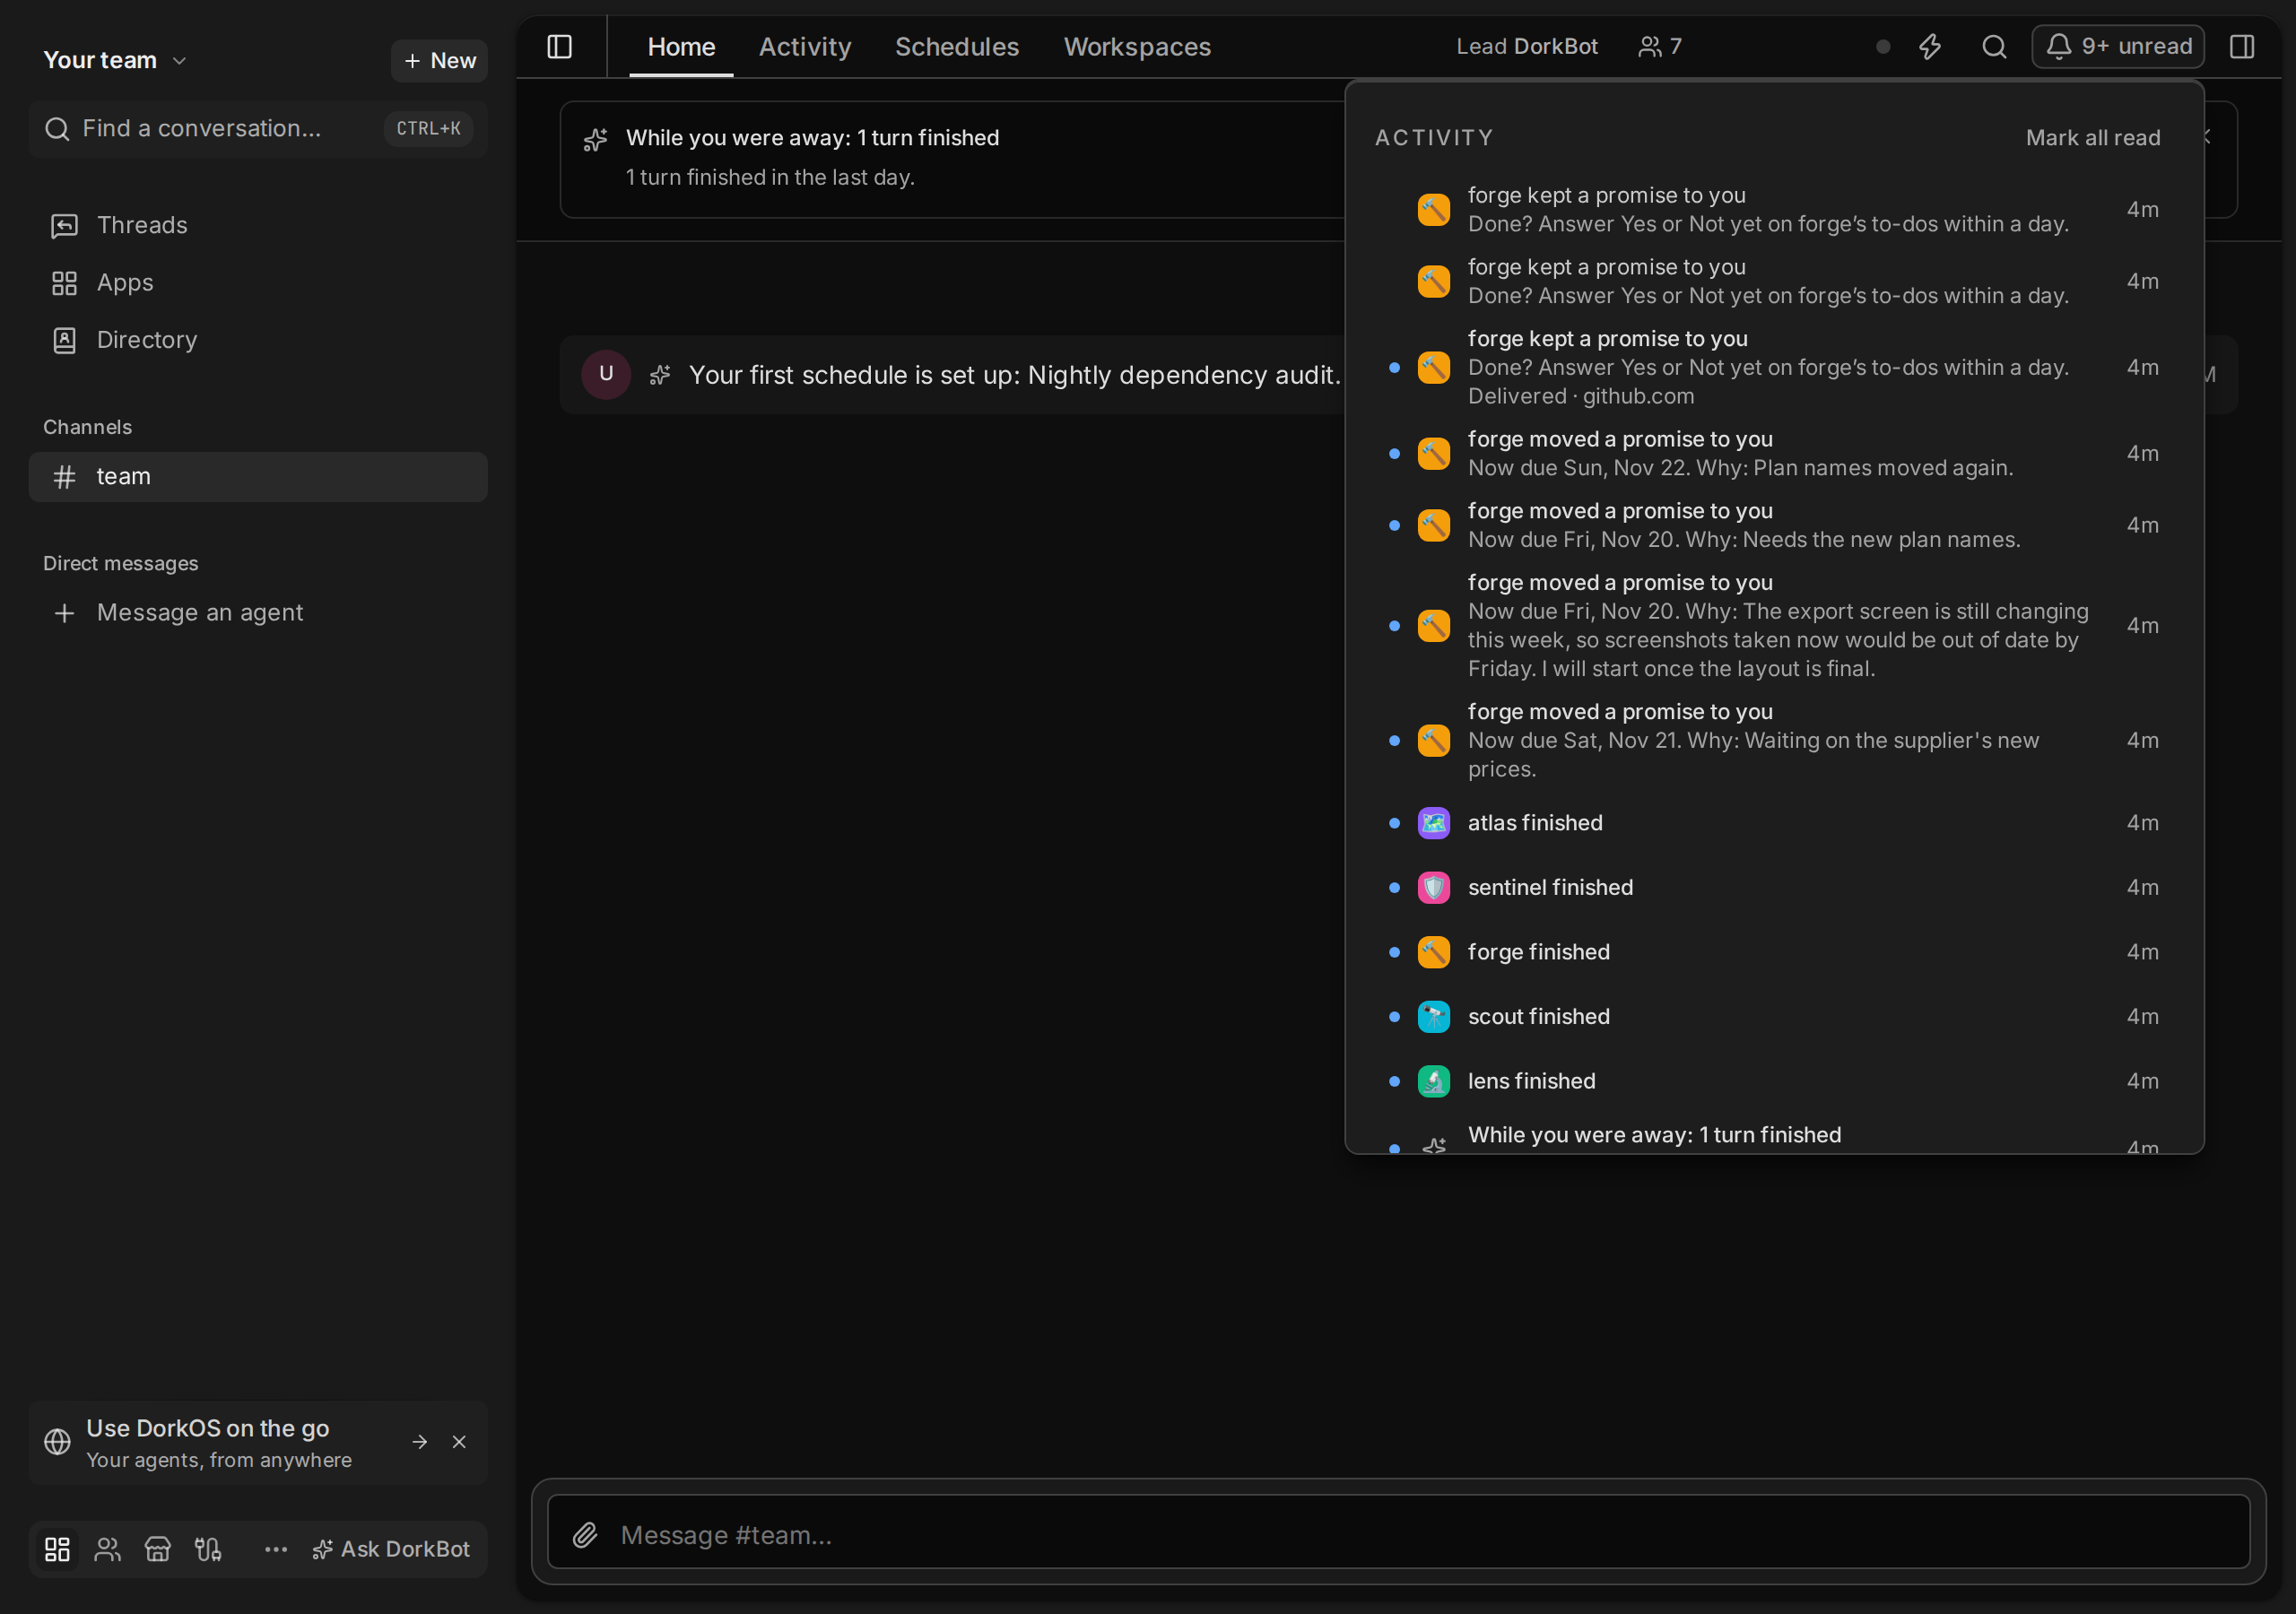 Your team
New
Find a conversation...
CTRL+K
Threads
Apps
Directory
Channels
team
Direct messages
Message an agent
Use DorkOS on the go
Your agents, from anywhere
Ask DorkBot
Home
Activity
Schedules
Workspaces
Lead DorkBot
7
9+ unread
While you were away: 1 turn finished
1 turn finished in the last day.
U
Your first schedule is set up: Nightly dependency audit.
M
ACTIVITY
Mark all read
forge kept a promise to you
Done? Answer Yes or Not yet on forge’s to-dos within a day.
4m
forge kept a promise to you
Done? Answer Yes or Not yet on forge’s to-dos within a day.
4m
forge kept a promise to you
Done? Answer Yes or Not yet on forge’s to-dos within a day.
Delivered · github.com
4m
forge moved a promise to you
Now due Sun, Nov 22. Why: Plan names moved again.
4m
forge moved a promise to you
Now due Fri, Nov 20. Why: Needs the new plan names.
4m
forge moved a promise to you
Now due Fri, Nov 20. Why: The export screen is still changing
this week, so screenshots taken now would be out of date by
Friday. I will start once the layout is final.
4m
forge moved a promise to you
Now due Sat, Nov 21. Why: Waiting on the supplier's new
prices.
4m
atlas finished
4m
sentinel finished
4m
forge finished
4m
scout finished
4m
lens finished
4m
While you were away: 1 turn finished
4m
Message #team...